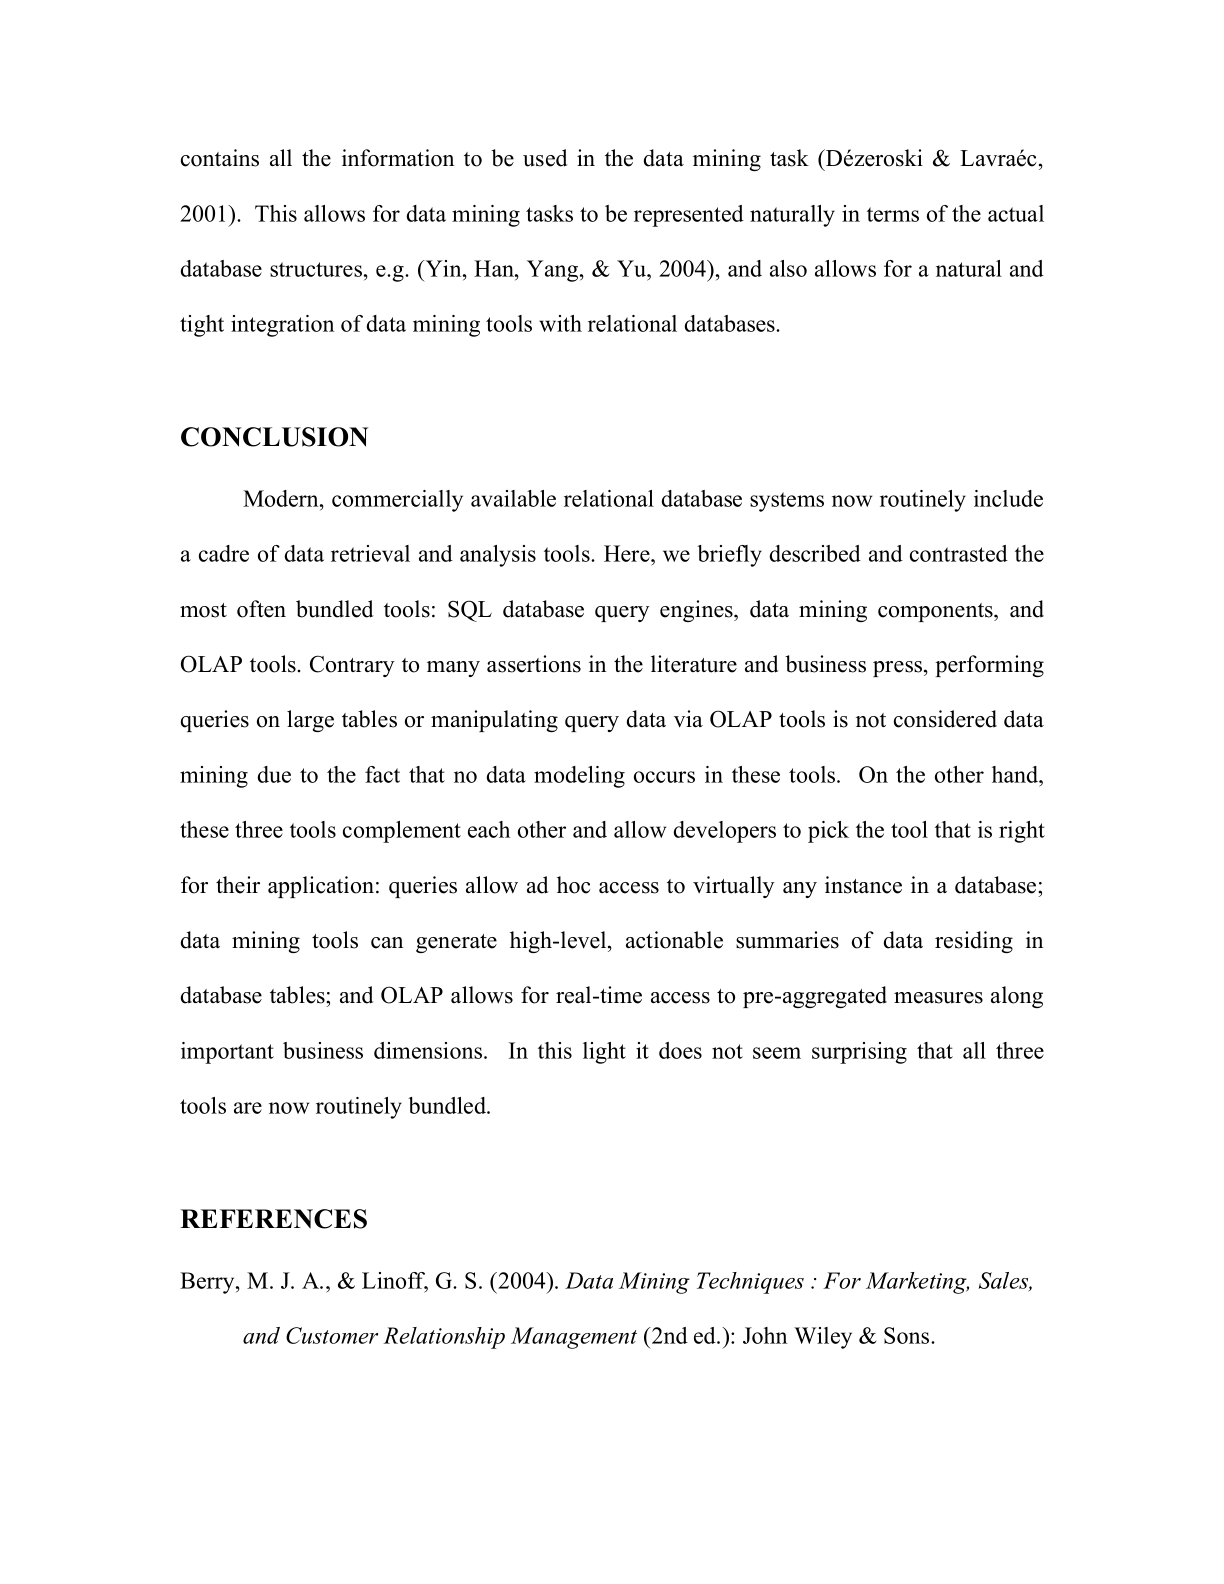 contains all the information to be used in the data mining task (Dézeroski & Lavraéc,
2001).  This allows for data mining tasks to be represented naturally in terms of the actual
database structures, e.g. (Yin, Han, Yang, & Yu, 2004), and also allows for a natural and
tight integration of data mining tools with relational databases.
CONCLUSION
Modern, commercially available relational database systems now routinely include
a cadre of data retrieval and analysis tools. Here, we briefly described and contrasted the
most often bundled tools: SQL database query engines, data mining components, and
OLAP tools. Contrary to many assertions in the literature and business press, performing
queries on large tables or manipulating query data via OLAP tools is not considered data
mining due to the fact that no data modeling occurs in these tools.  On the other hand,
these three tools complement each other and allow developers to pick the tool that is right
for their application: queries allow ad hoc access to virtually any instance in a database;
data mining tools can generate high-level, actionable summaries of data residing in
database tables; and OLAP allows for real-time access to pre-aggregated measures along
important business dimensions.  In this light it does not seem surprising that all three
tools are now routinely bundled.
REFERENCES
Berry, M. J. A., & Linoff, G. S. (2004). Data Mining Techniques : For Marketing, Sales,
and Customer Relationship Management (2nd ed.): John Wiley & Sons.